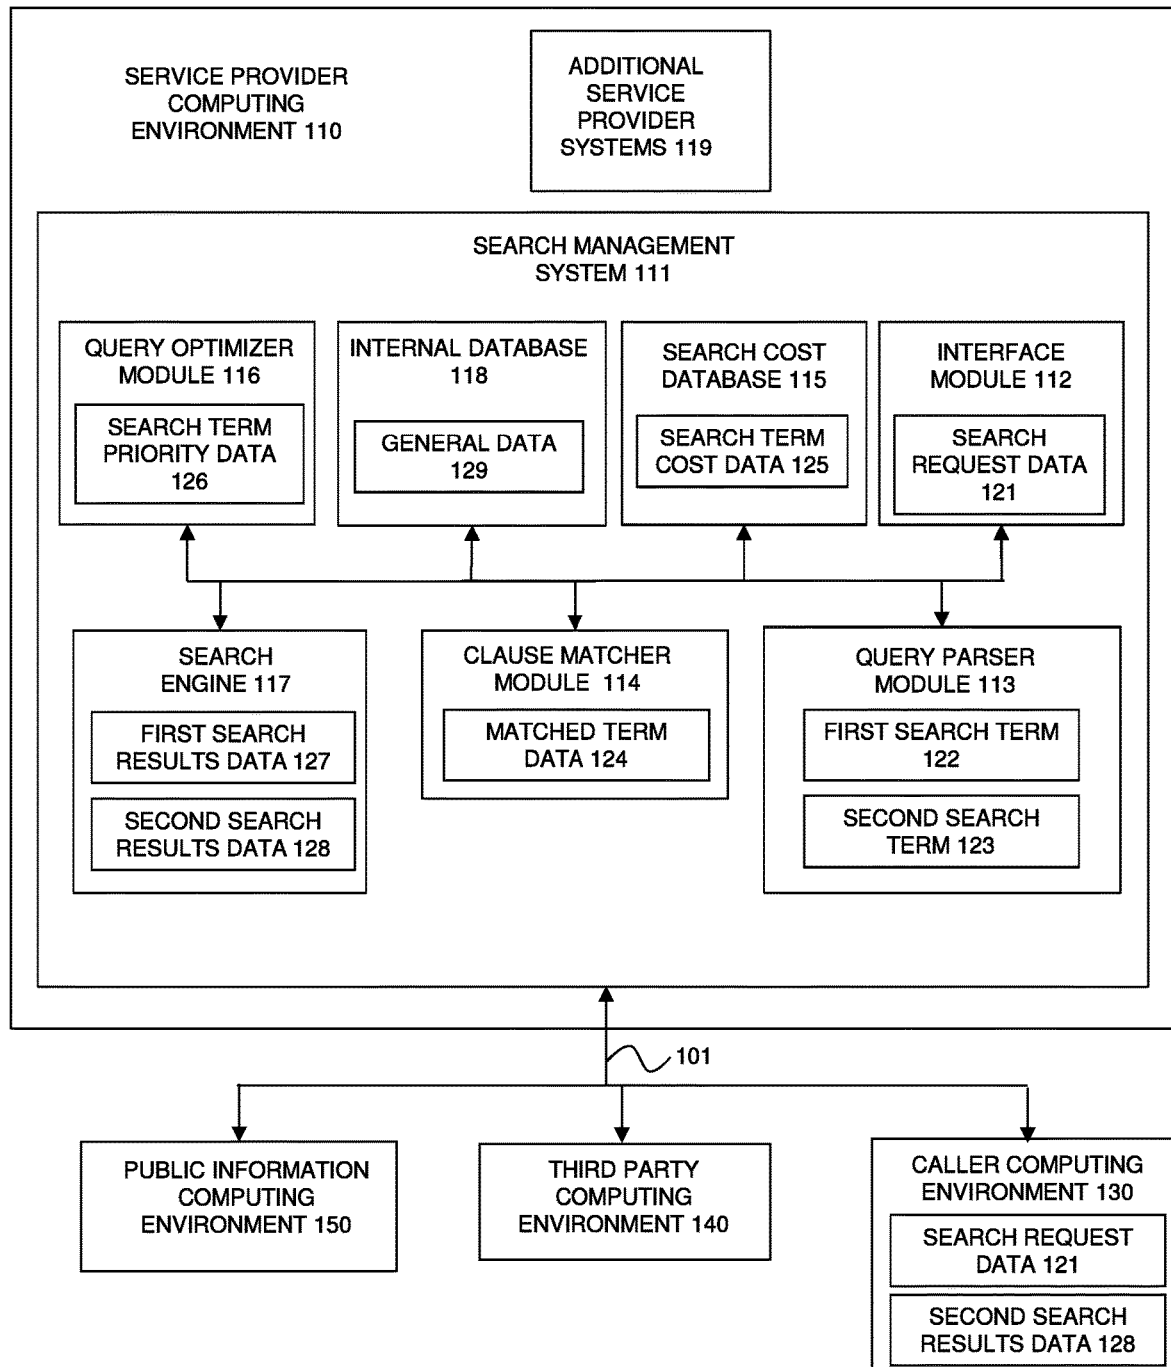 SERVICE PROVIDER
COMPUTING
ENVIRONMENT 110
ADDITIONAL
SERVICE
PROVIDER
SYSTEMS 119
SEARCH MANAGEMENT
SYSTEM 111
QUERY OPTIMIZER
MODULE 116
SEARCH TERM
PRIORITY DATA
126
INTERNAL DATABASE
118
GENERAL DATA
129
SEARCH COST
DATABASE 115
SEARCH TERM
COST DATA 125
INTERFACE
MODULE 112
SEARCH
REQUEST DATA
121
SEARCH
ENGINE 117
FIRST SEARCH
RESULTS DATA 127
SECOND SEARCH
RESULTS DATA 128
CLAUSE MATCHER
MODULE 114
MATCHED TERM
DATA 124
QUERY PARSER
MODULE 113
FIRST SEARCH TERM
122
SECOND SEARCH
TERM 123
101
PUBLIC INFORMATION
COMPUTING
ENVIRONMENT 150
THIRD PARTY
COMPUTING
ENVIRONMENT 140
CALLER COMPUTING
ENVIRONMENT 130
SEARCH REQUEST
DATA 121
SECOND SEARCH
RESULTS DATA 128